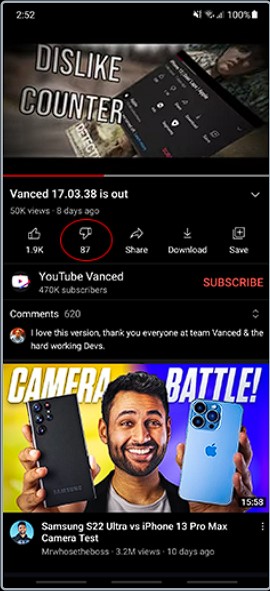 2:52
100%
DISLIKE
COUNTER
Vanced 17.03.38 is out
50K views · 8 days ago
1.9K
87
Share
Download
Save
YouTube Vanced
470K subscribers
SUBSCRIBE
Comments 620
I love this version, thank you everyone at team Vanced & the
hard working Devs.
CAMERA BATTLE!
SAMSUNG
15:58
Samsung S22 Ultra vs iPhone 13 Pro Max
Camera Test
Mrwhosetheboss · 3.2M views · 10 days ago